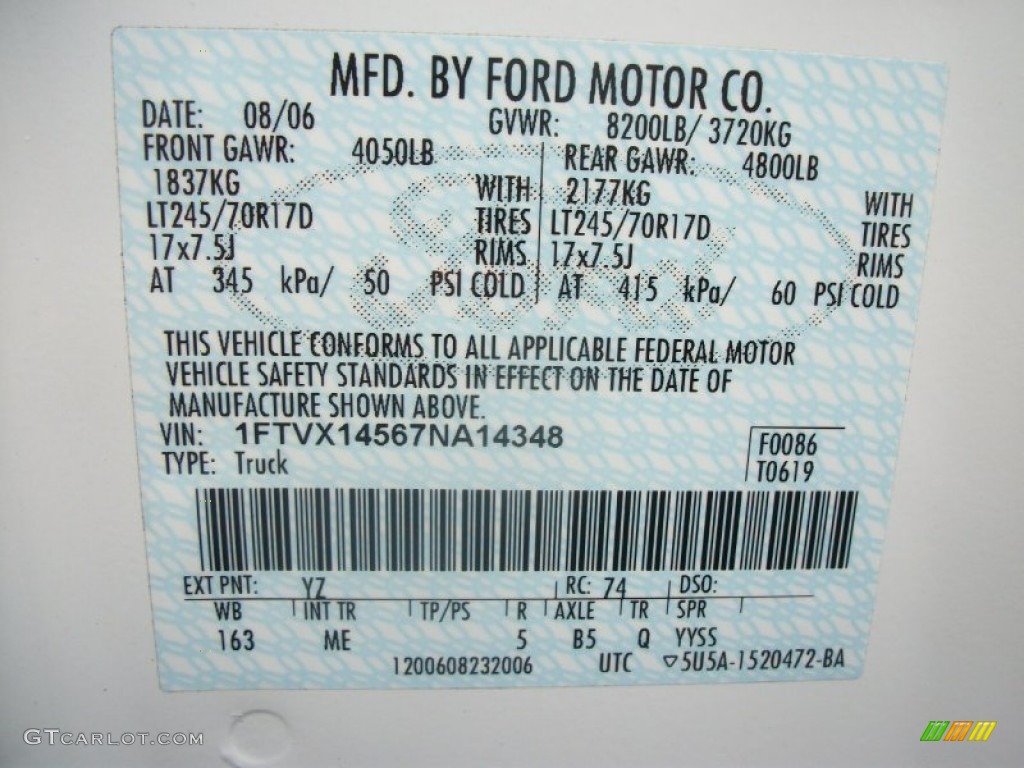 MFD. BY FORD MOTOR CO.
DATE: 08/06 GVWR: 8200LB/ 3720KG
FRONT GAWR: 4050LB REAR GAWR: 4800LB
1837KG WITH 2177KG WITH
LT245/70R17D TIRES LT245/70R17D TIRES
17x7.5J RIMS 17x7.5J RIMS
AT 345 kPa/ 50 PSI COLD AT 415 kPa/ 60 PSI COLD
THIS VEHICLE CONFORMS TO ALL APPLICABLE FEDERAL MOTOR
VEHICLE SAFETY STANDARDS IN EFFECT ON THE DATE OF
MANUFACTURE SHOWN ABOVE.
VIN: 1FTVX14567NA14348 F0086
TYPE: Truck T0619
EXT PNT: YZ RC: 74 DSO:
WB INT TR TP/PS R AXLE TR SPR
163 ME 5 B5 Q YYSS
1200608232006 UTC ▽5U5A-1520472-BA
GTCARLOT.COM